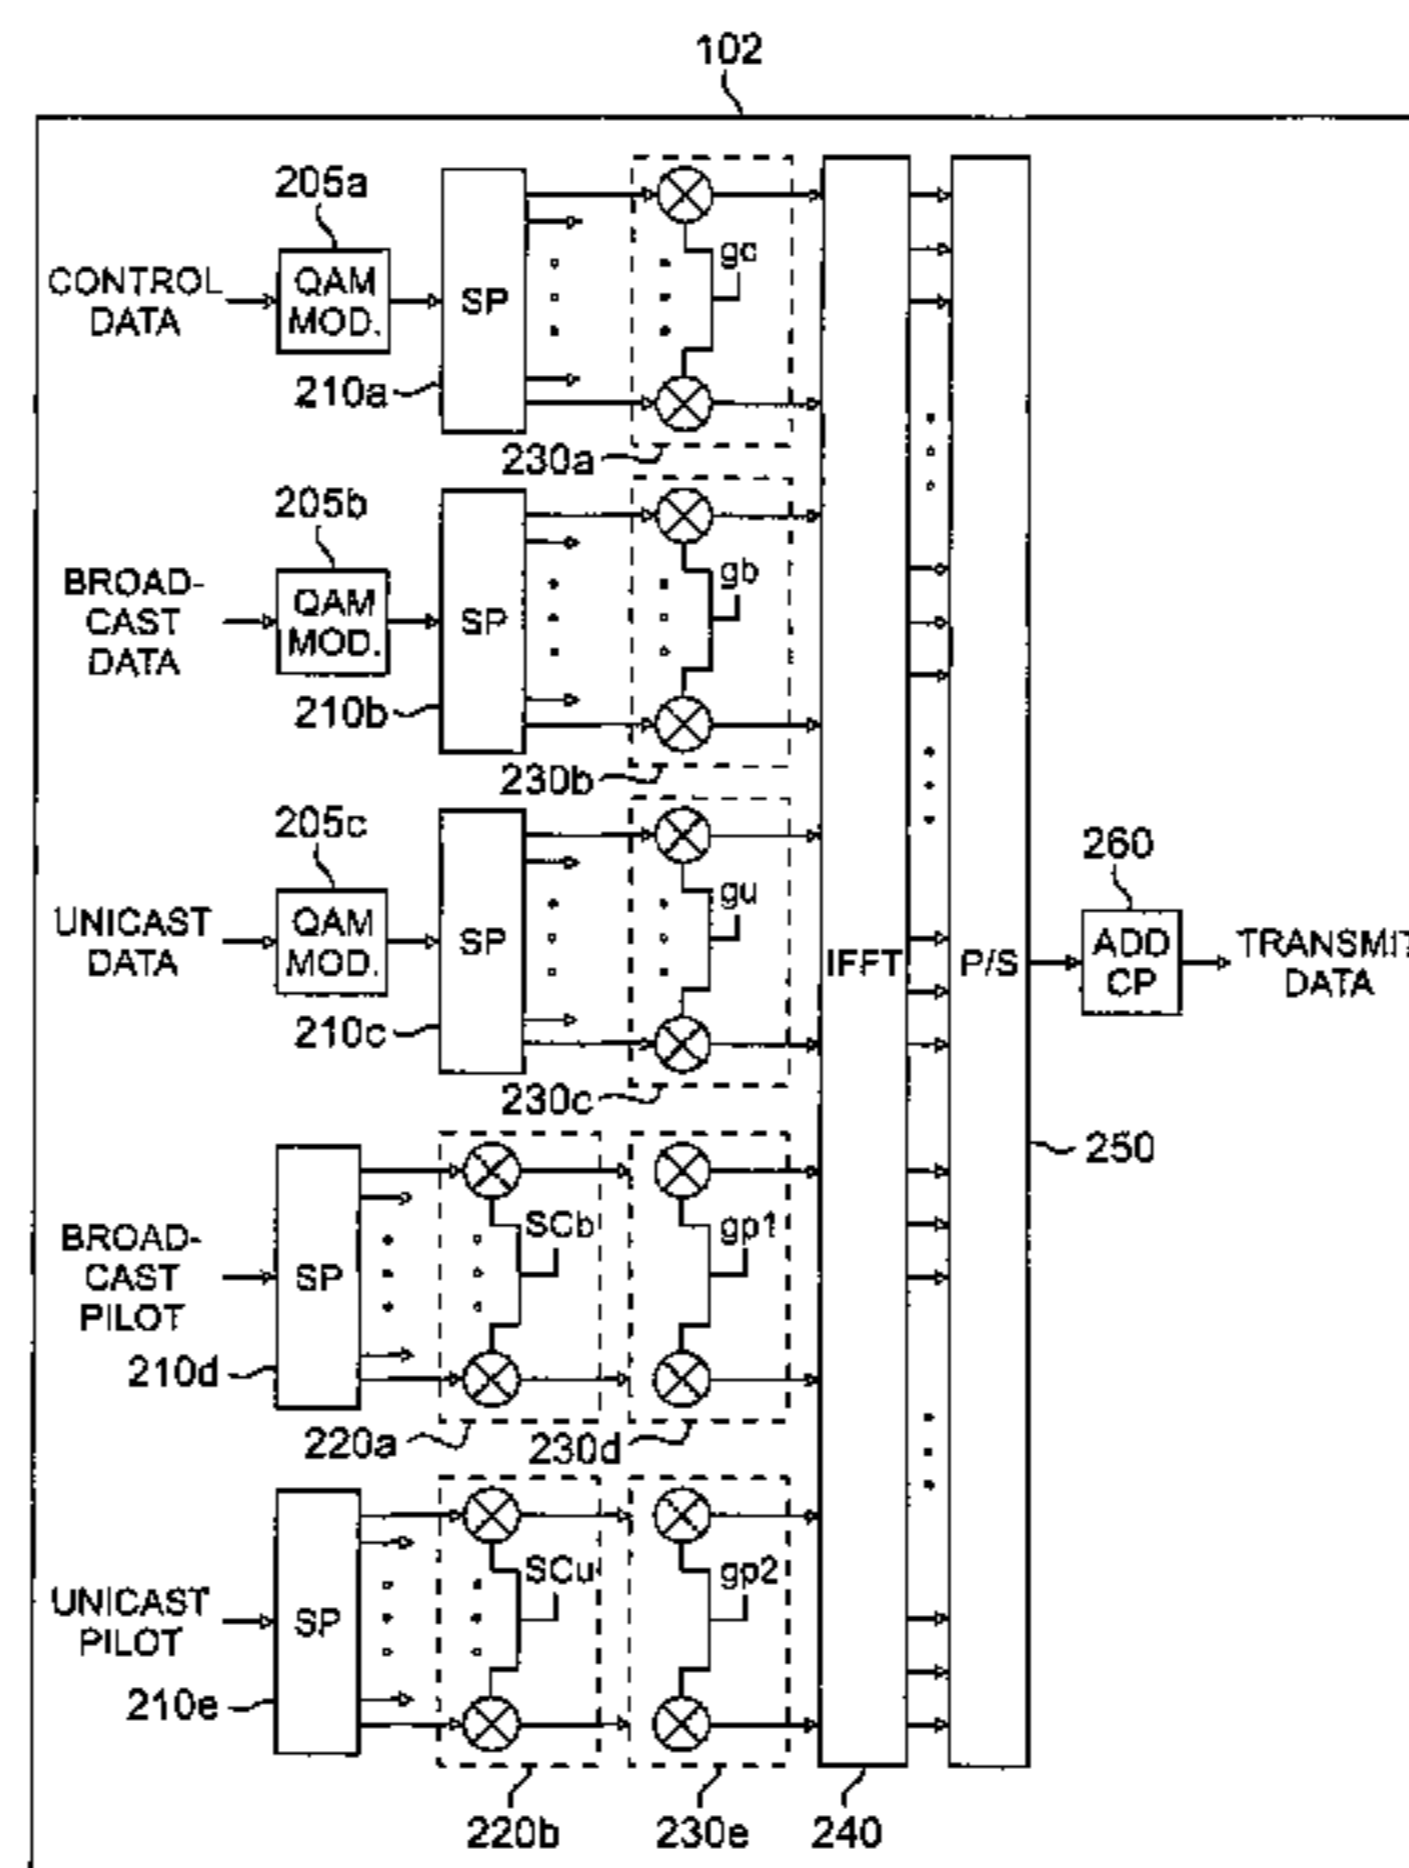 102
205a
CONTROL
DATA
QAM
MOD.
SP
gc
210a
230a
205b
BROAD-
CAST
DATA
QAM
MOD.
SP
gb
210b
230b
205c
UNICAST
DATA
QAM
MOD.
SP
gu
210c
230c
IFFT
P/S
260
ADD
CP
TRANSMIT
DATA
250
BROAD-
CAST
PILOT
SP
SCb
gp1
210d
220a
230d
UNICAST
PILOT
SP
SCu
gp2
210e
220b
230e
240